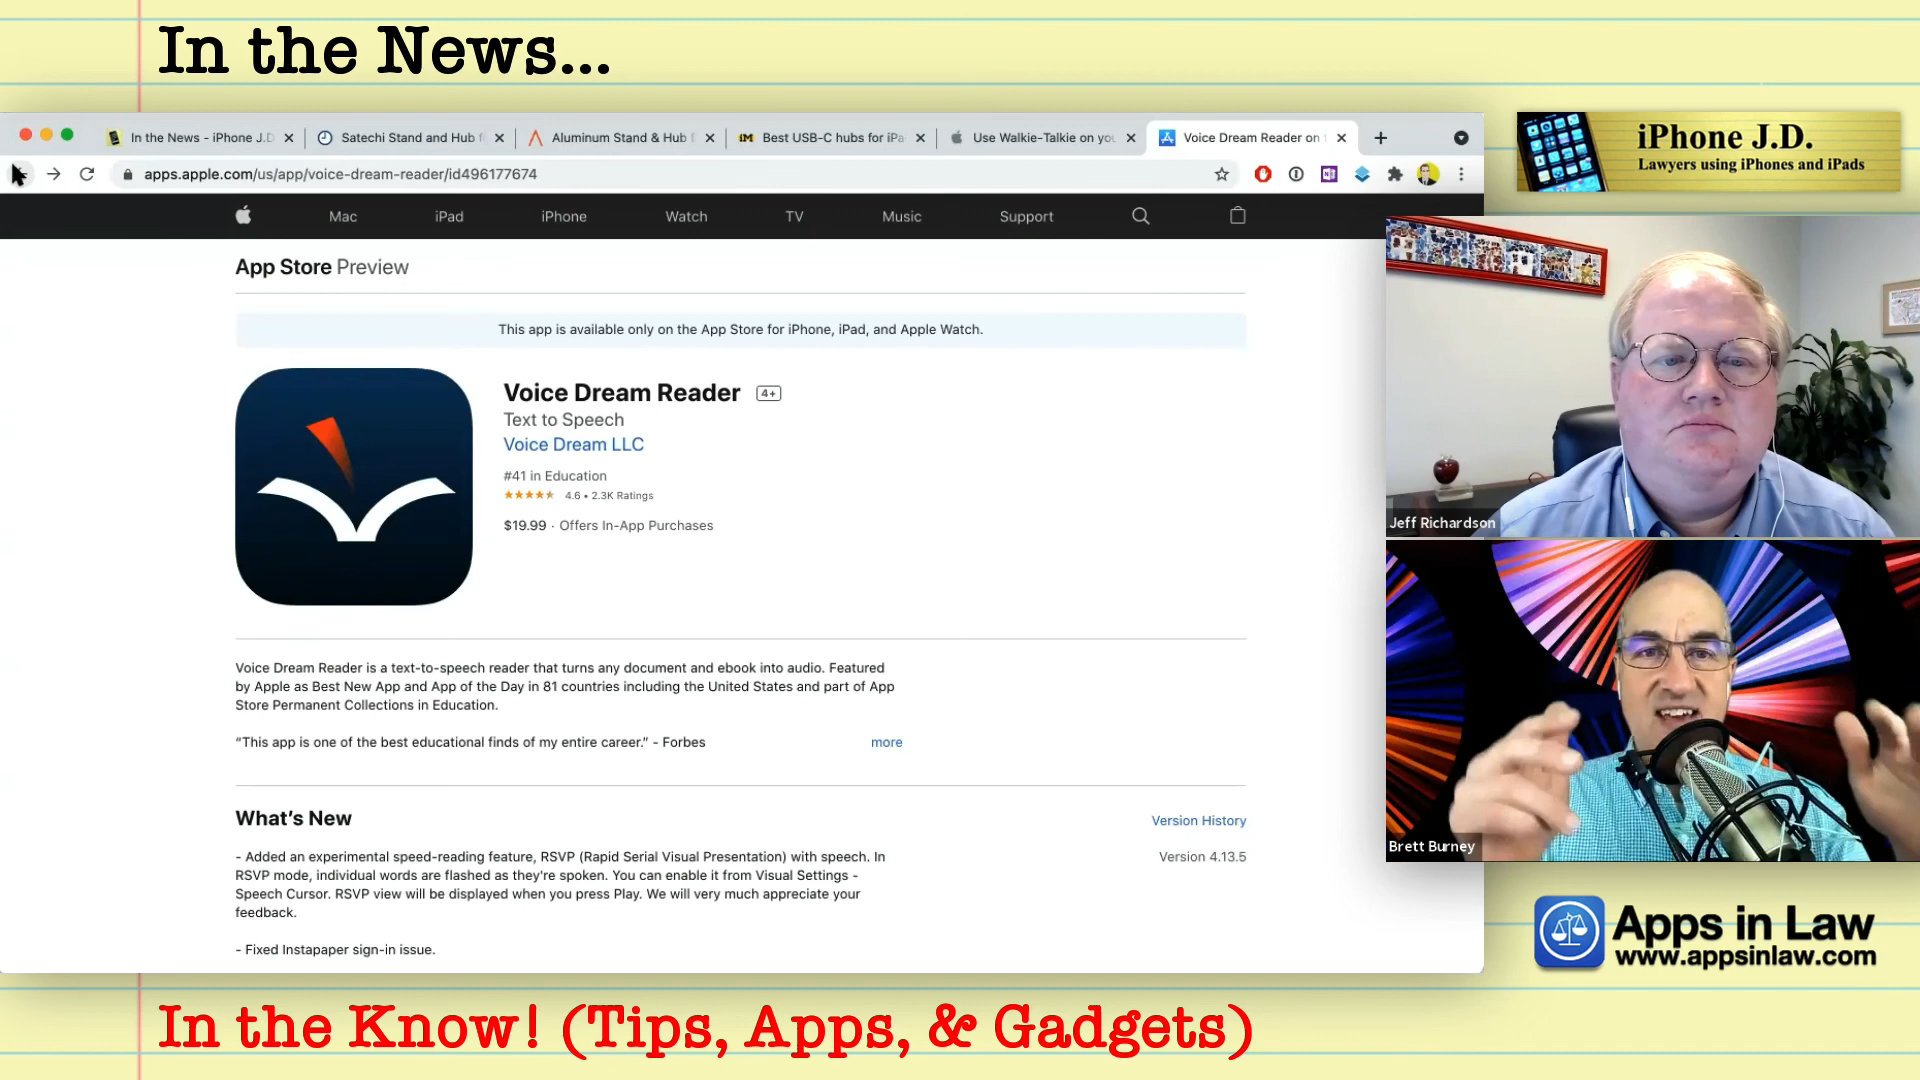 In the News...
In the News - iPhone J.D.
Satechi Stand and Hub f
Aluminum Stand & Hub f
Best USB-C hubs for iPa
Use Walkie-Talkie on you
Voice Dream Reader on t
apps.apple.com/us/app/voice-dream-reader/id496177674
iPhone J.D.
Lawyers using iPhones and iPads
Mac
iPad
iPhone
Watch
TV
Music
Support
App Store Preview
This app is available only on the App Store for iPhone, iPad, and Apple Watch.
Voice Dream Reader 4+
Text to Speech
Voice Dream LLC
#41 in Education
4.6 • 2.3K Ratings
$19.99 · Offers In-App Purchases
Jeff Richardson
Voice Dream Reader is a text-to-speech reader that turns any document and ebook into audio. Featured
by Apple as Best New App and App of the Day in 81 countries including the United States and part of App
Store Permanent Collections in Education.
“This app is one of the best educational finds of my entire career.” - Forbes
more
What’s New
Version History
- Added an experimental speed-reading feature, RSVP (Rapid Serial Visual Presentation) with speech. In
RSVP mode, individual words are flashed as they're spoken. You can enable it from Visual Settings -
Speech Cursor. RSVP view will be displayed when you press Play. We will very much appreciate your
feedback.
Version 4.13.5
- Fixed Instapaper sign-in issue.
Brett Burney
Apps in Law
www.appsinlaw.com
In the Know! (Tips, Apps, & Gadgets)